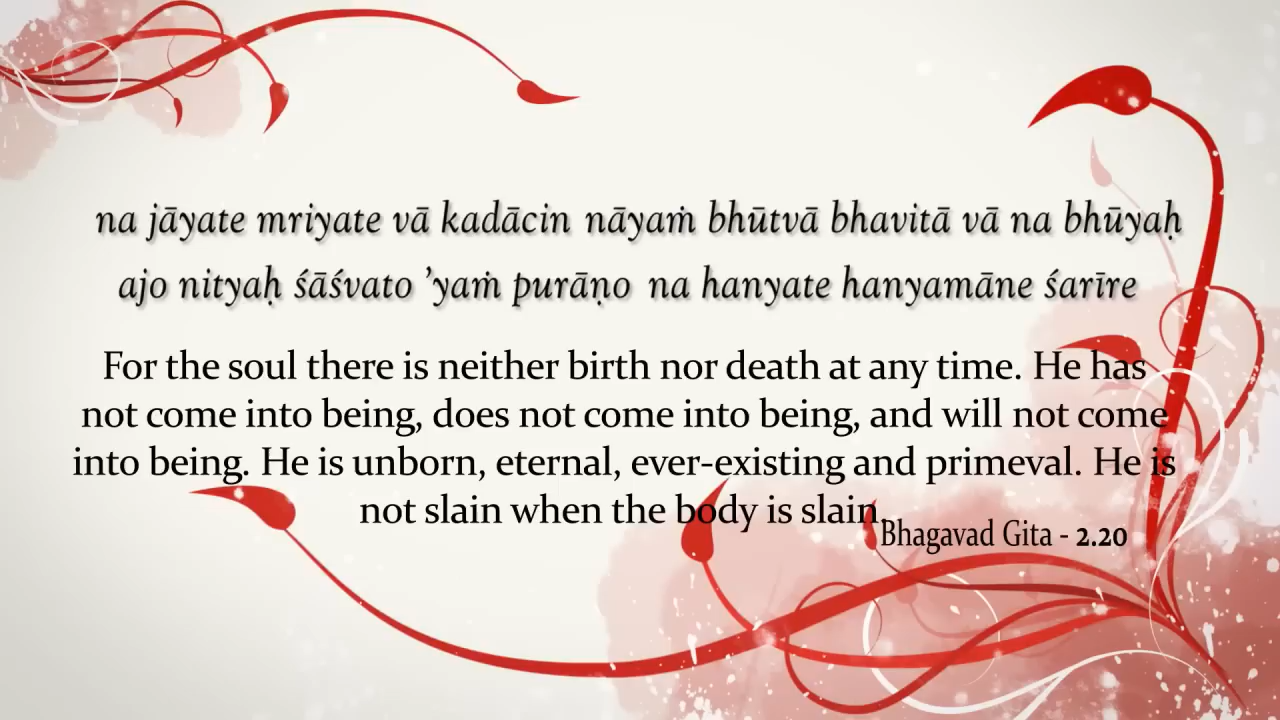 na jāyate mriyate vā kadācin nāyaṁ bhūtvā bhavitā vā na bhūyaḥ
ajo nityaḥ śāśvato ’yaṁ purāṇo na hanyate hanyamāne śarīre
For the soul there is neither birth nor death at any time. He has
not come into being, does not come into being, and will not come
into being. He is unborn, eternal, ever-existing and primeval. He is
not slain when the body is slain.
Bhagavad Gita - 2.20